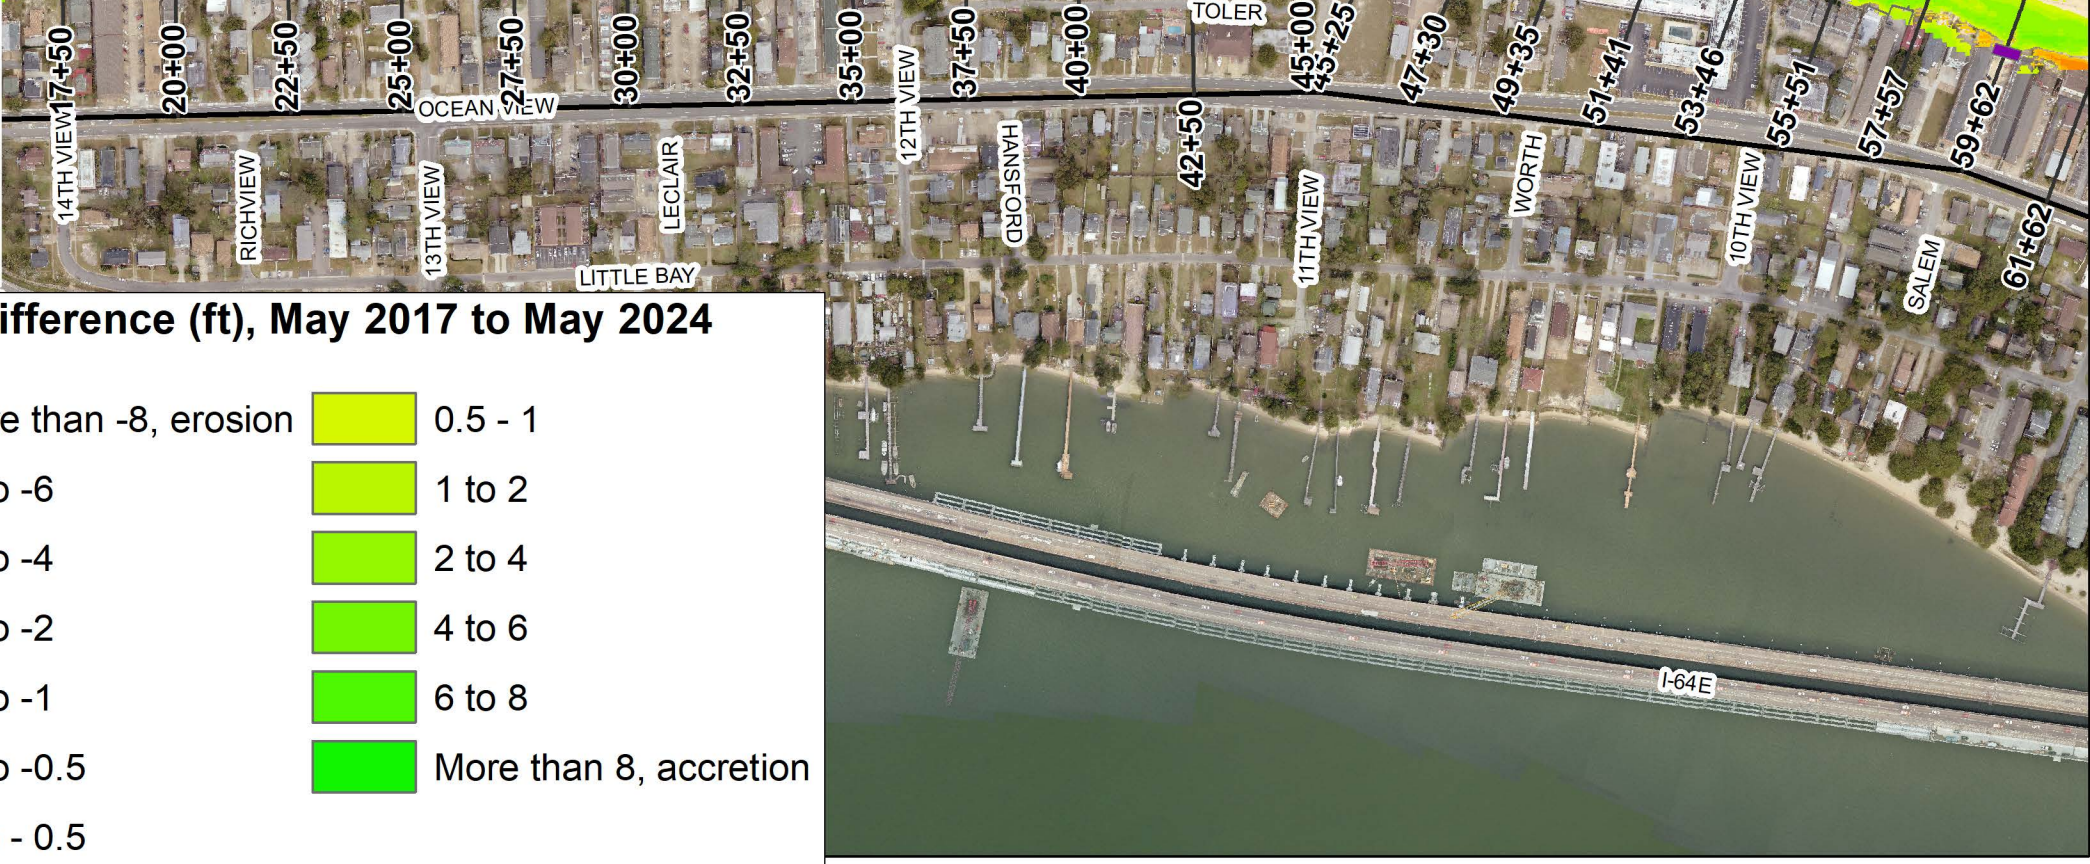 TOLER
17+50
20+00
22+50
25+00
27+50
30+00
32+50
35+00
37+50
40+00
45+00
45+25
47+30
49+35
51+41
53+46
55+51
57+57
59+62
42+50
61+62
OCEAN VIEW
14TH VIEW
RICHVIEW
13TH VIEW
LECLAIR
12TH VIEW
HANSFORD
11TH VIEW
WORTH
10TH VIEW
SALEM
LITTLE BAY
I-64E
ifference (ft), May 2017 to May 2024
e than -8, erosion
o -6
o -4
o -2
o -1
o -0.5
- 0.5
0.5 - 1
1 to 2
2 to 4
4 to 6
6 to 8
More than 8, accretion